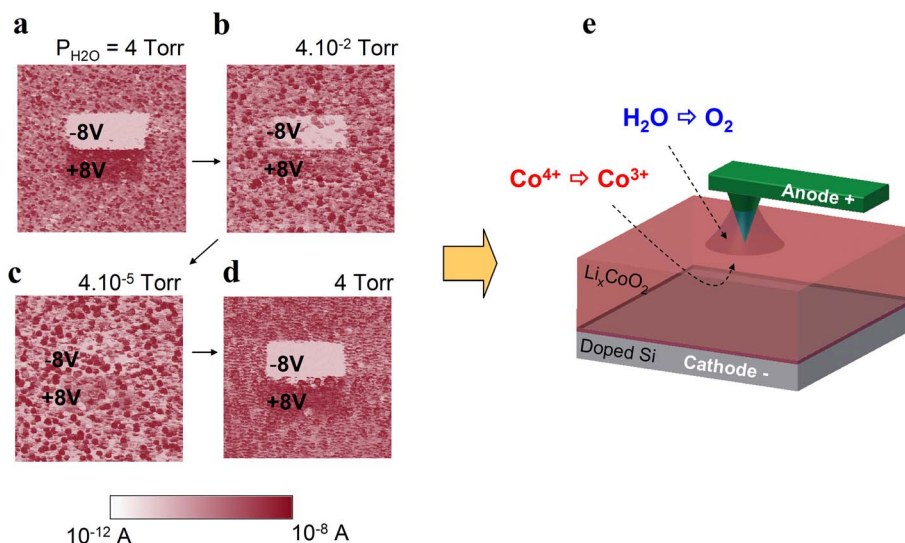 a
P_H2O = 4 Torr
-8V
+8V
b
4.10⁻² Torr
-8V
+8V
c
4.10⁻⁵ Torr
-8V
+8V
d
4 Torr
-8V
+8V
10⁻¹² A
10⁻⁸ A
e
H₂O ⇨ O₂
Co⁴⁺ ⇨ Co³⁺
Anode +
LiₓCoO₂
Doped Si
Cathode -